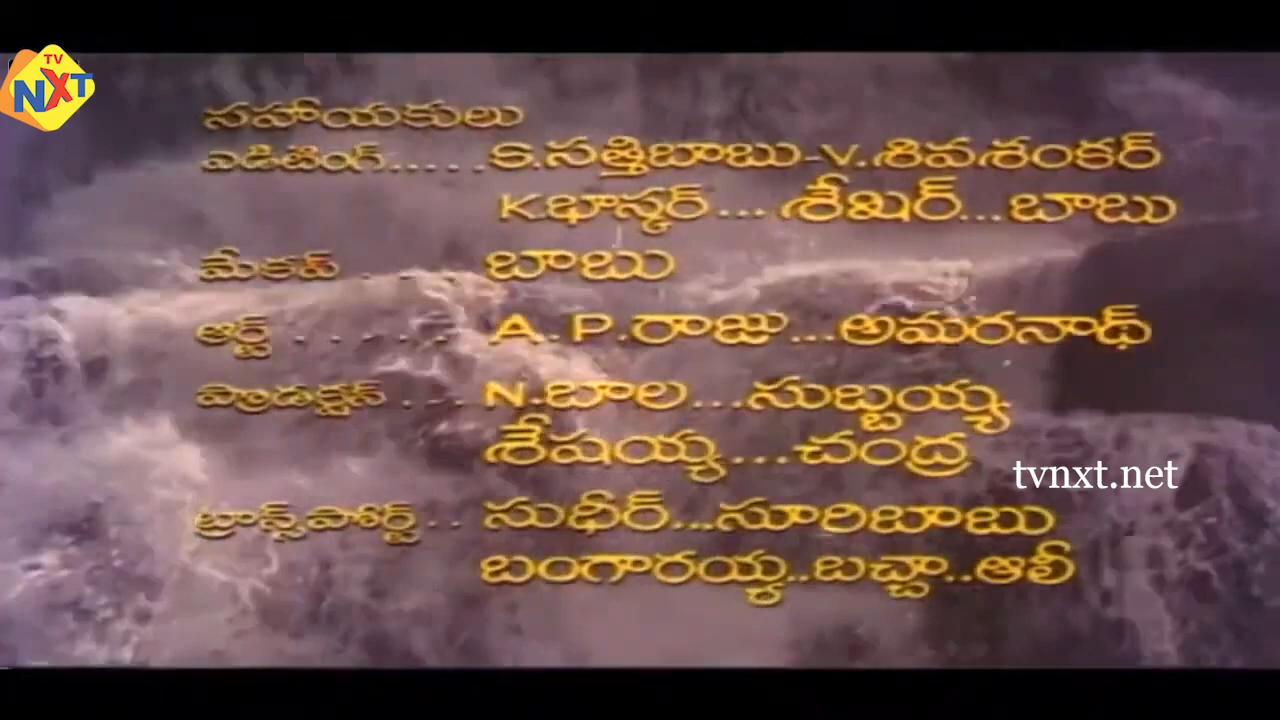 TV
NXT
సహాయకులు
ఎడిటింగ్..... S.సత్తిబాబు-V.శివశంకర్
K.భాస్కర్... శేఖర్... బాబు
మేకప్ .... బాబు
ఆర్ట్ ...... A.P.రాజు...అమరనాథ్
ప్రొడక్షన్ ... N.బాల...సుబ్బయ్య
శేషయ్య...చంద్ర
tvnxt.net
ట్రాన్స్‌పోర్ట్.. సుధీర్...సూరిబాబు
బంగారయ్య..బచ్చా..ఆలీ